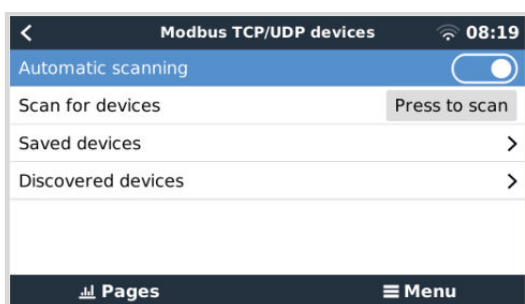 Modbus TCP/UDP devices 08:19
Automatic scanning
Scan for devices Press to scan
Saved devices
Discovered devices
Pages Menu